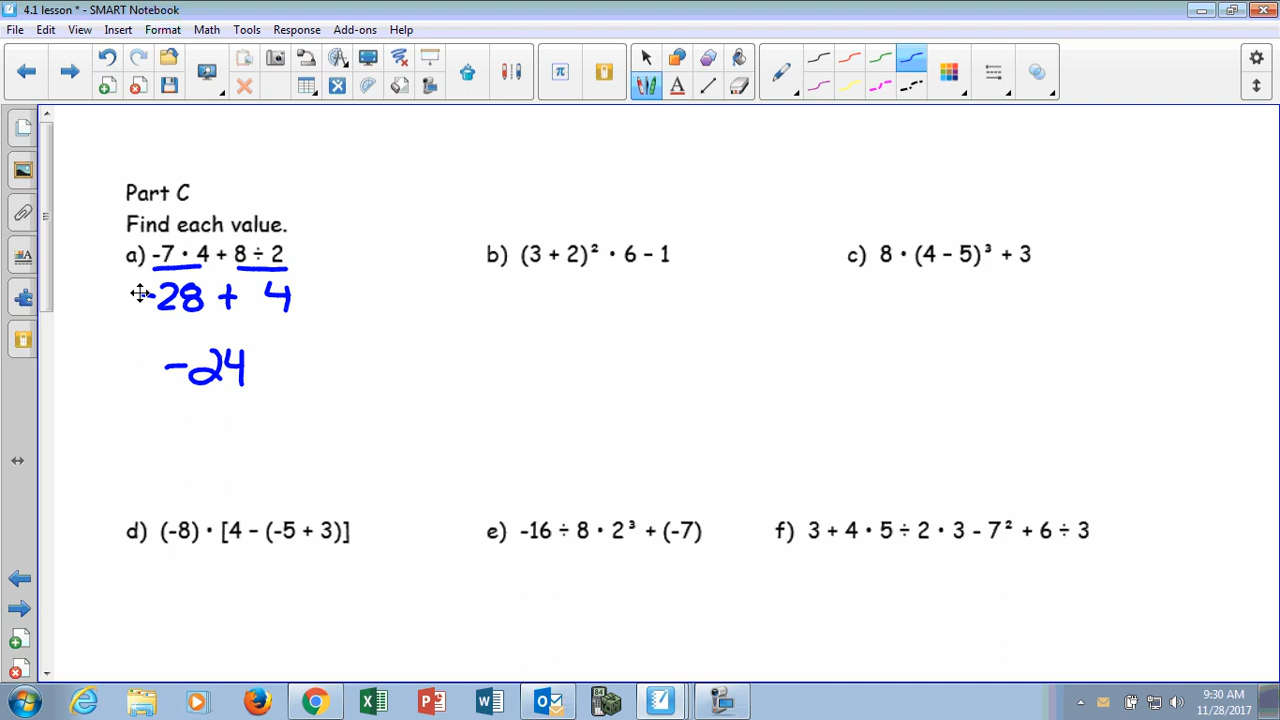 4.1 lesson * - SMART Notebook
File Edit View Insert Format Math Tools Response Add-ons Help
Part C
Find each value.
a) -7 · 4 + 8 ÷ 2 b) (3 + 2)² · 6 – 1 c) 8 · (4 – 5)³ + 3
-28 + 4
-24
d) (-8) · [4 – (-5 + 3)] e) -16 ÷ 8 · 2³ + (-7) f) 3 + 4 · 5 ÷ 2 · 3 - 7² + 6 ÷ 3
9:30 AM
11/28/2017